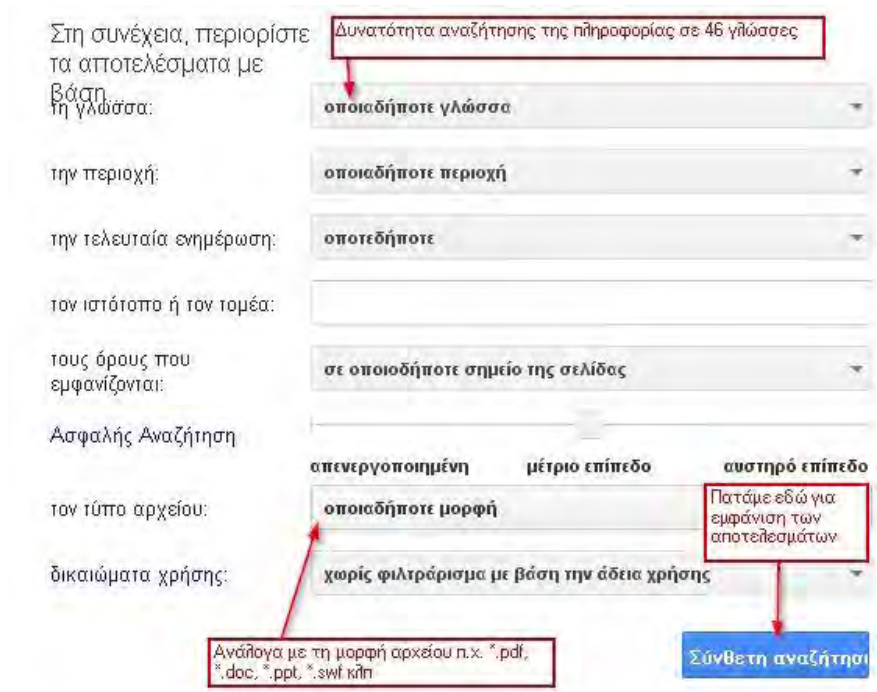 Στη συνέχεια, περιορίστε
τα αποτελέσματα με
βάση...
Δυνατότητα αναζήτησης της πληροφορίας σε 46 γλώσσες
τη γλώσσα:
οποιαδήποτε γλώσσα
την περιοχή:
οποιαδήποτε περιοχή
την τελευταία ενημέρωση:
οποτεδήποτε
τον ιστότοπο ή τον τομέα:
τους όρους που
εμφανίζονται:
σε οποιοδήποτε σημείο της σελίδας
Ασφαλής Αναζήτηση
απενεργοποιημένη μέτριο επίπεδο αυστηρό επίπεδο
τον τύπο αρχείου:
οποιαδήποτε μορφή
Πατάμε εδώ για
εμφάνιση των
αποτελεσμάτων
δικαιώματα χρήσης:
χωρίς φιλτράρισμα με βάση την άδεια χρήσης
Ανάλογα με τη μορφή αρχείου π.χ. *.pdf,
*.doc, *.ppt, *.swf κλπ
Σύνθετη αναζήτησι